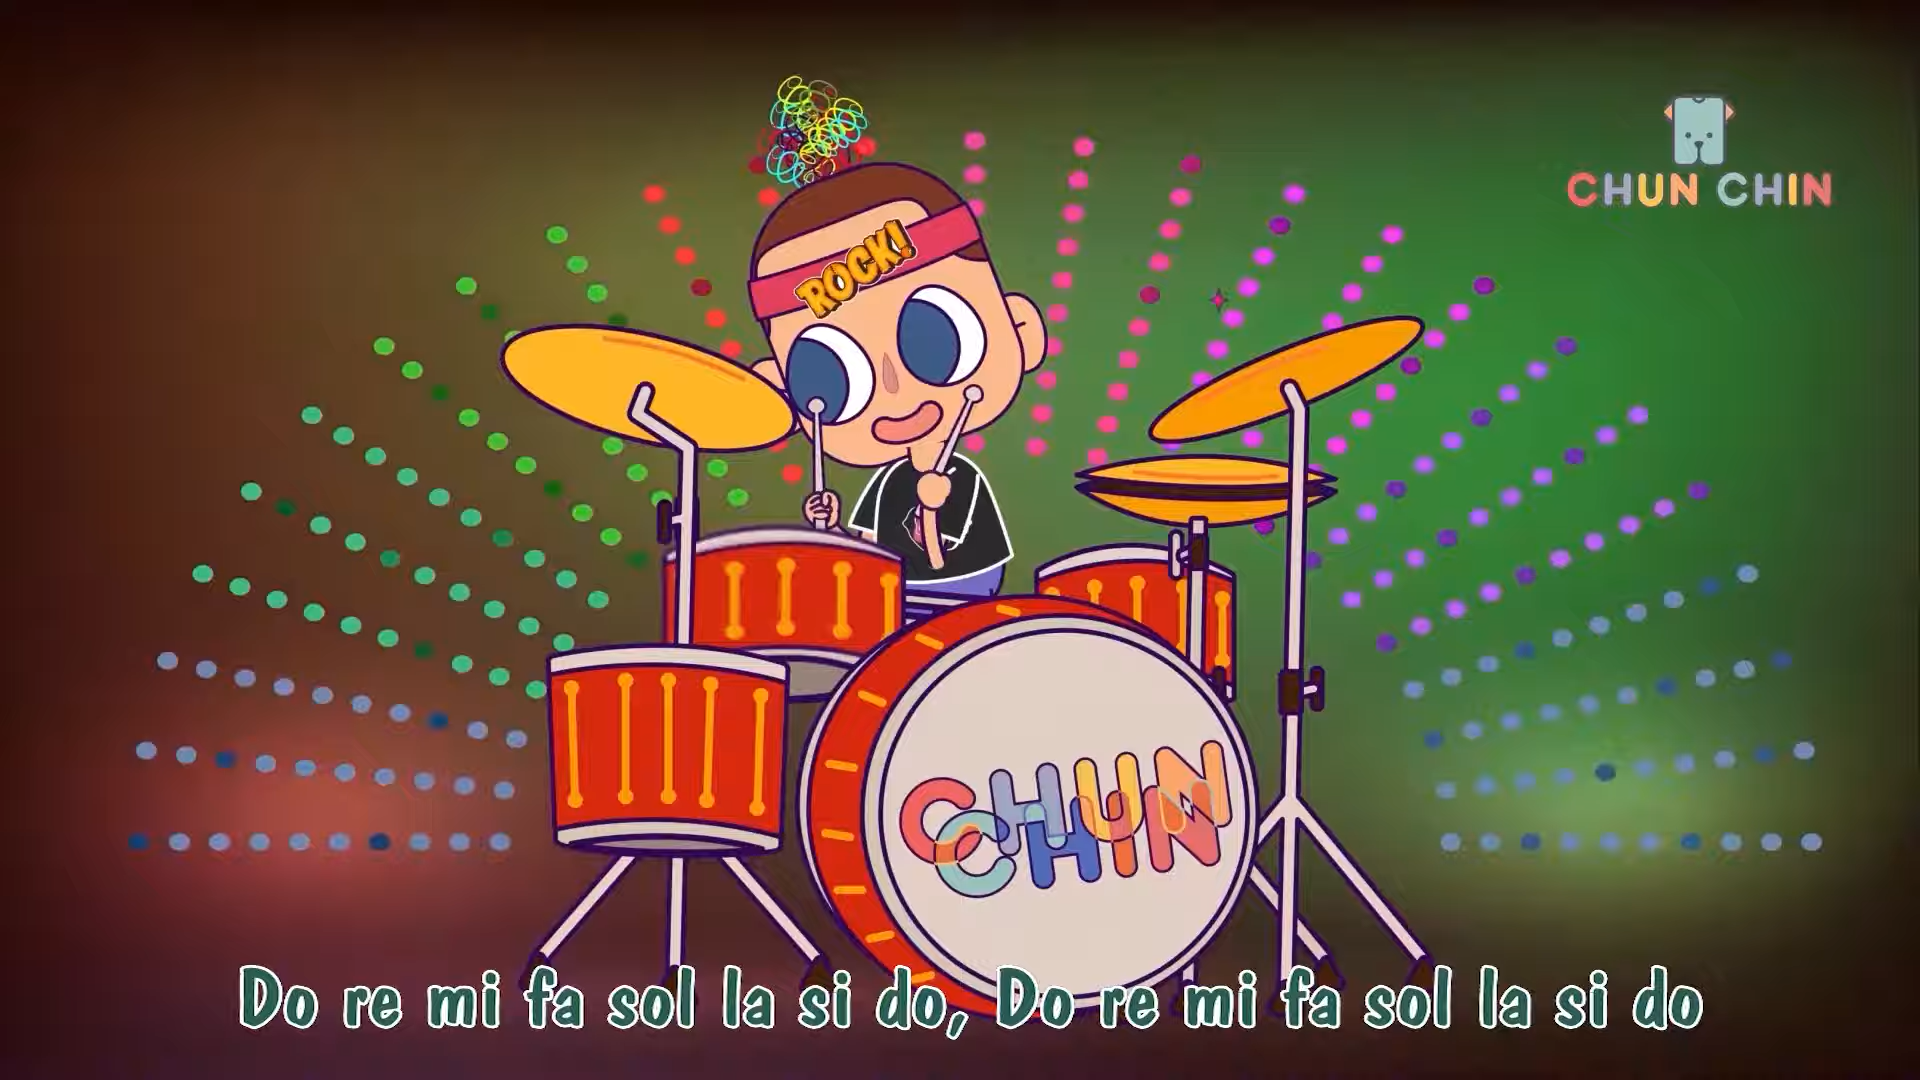 CHUN CHIN
ROCK!
CHUN
CHIN
Do re mi fa sol la si do, Do re mi fa sol la si do